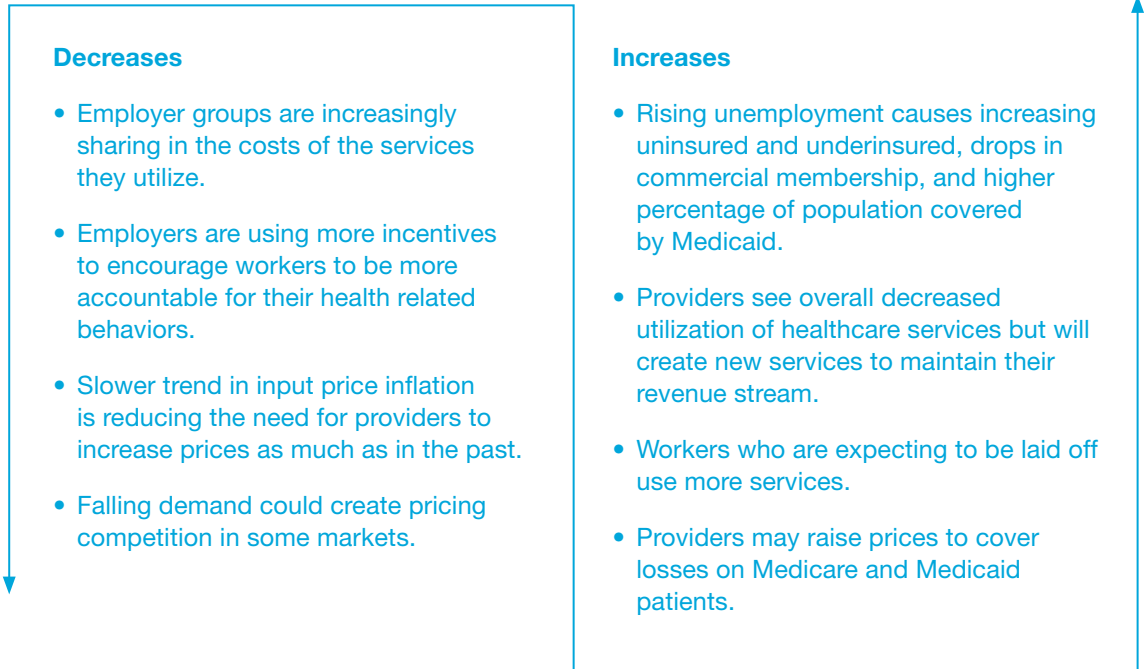 Decreases
• Employer groups are increasingly
sharing in the costs of the services
they utilize.
• Employers are using more incentives
to encourage workers to be more
accountable for their health related
behaviors.
• Slower trend in input price inflation
is reducing the need for providers to
increase prices as much as in the past.
• Falling demand could create pricing
competition in some markets.
Increases
• Rising unemployment causes increasing
uninsured and underinsured, drops in
commercial membership, and higher
percentage of population covered
by Medicaid.
• Providers see overall decreased
utilization of healthcare services but will
create new services to maintain their
revenue stream.
• Workers who are expecting to be laid off
use more services.
• Providers may raise prices to cover
losses on Medicare and Medicaid
patients.